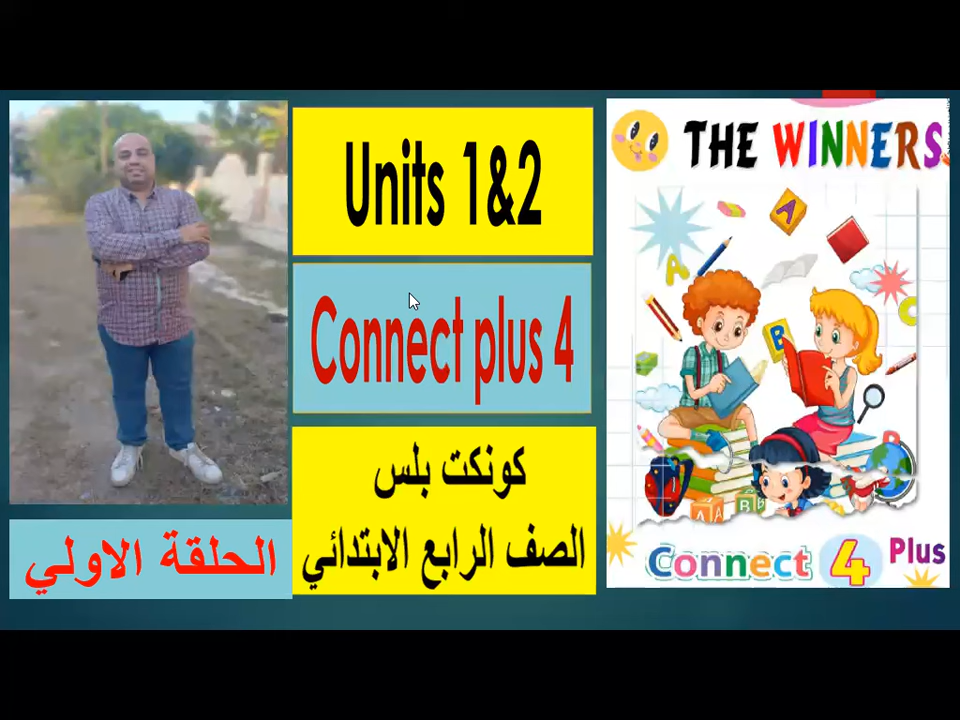 Units 1&2
Connect plus 4
كونكت بلس
الصف الرابع الابتدائي
الحلقة الاولي
THE WINNERS
A
A
B
C
B
A A
B B
Connect 4 Plus